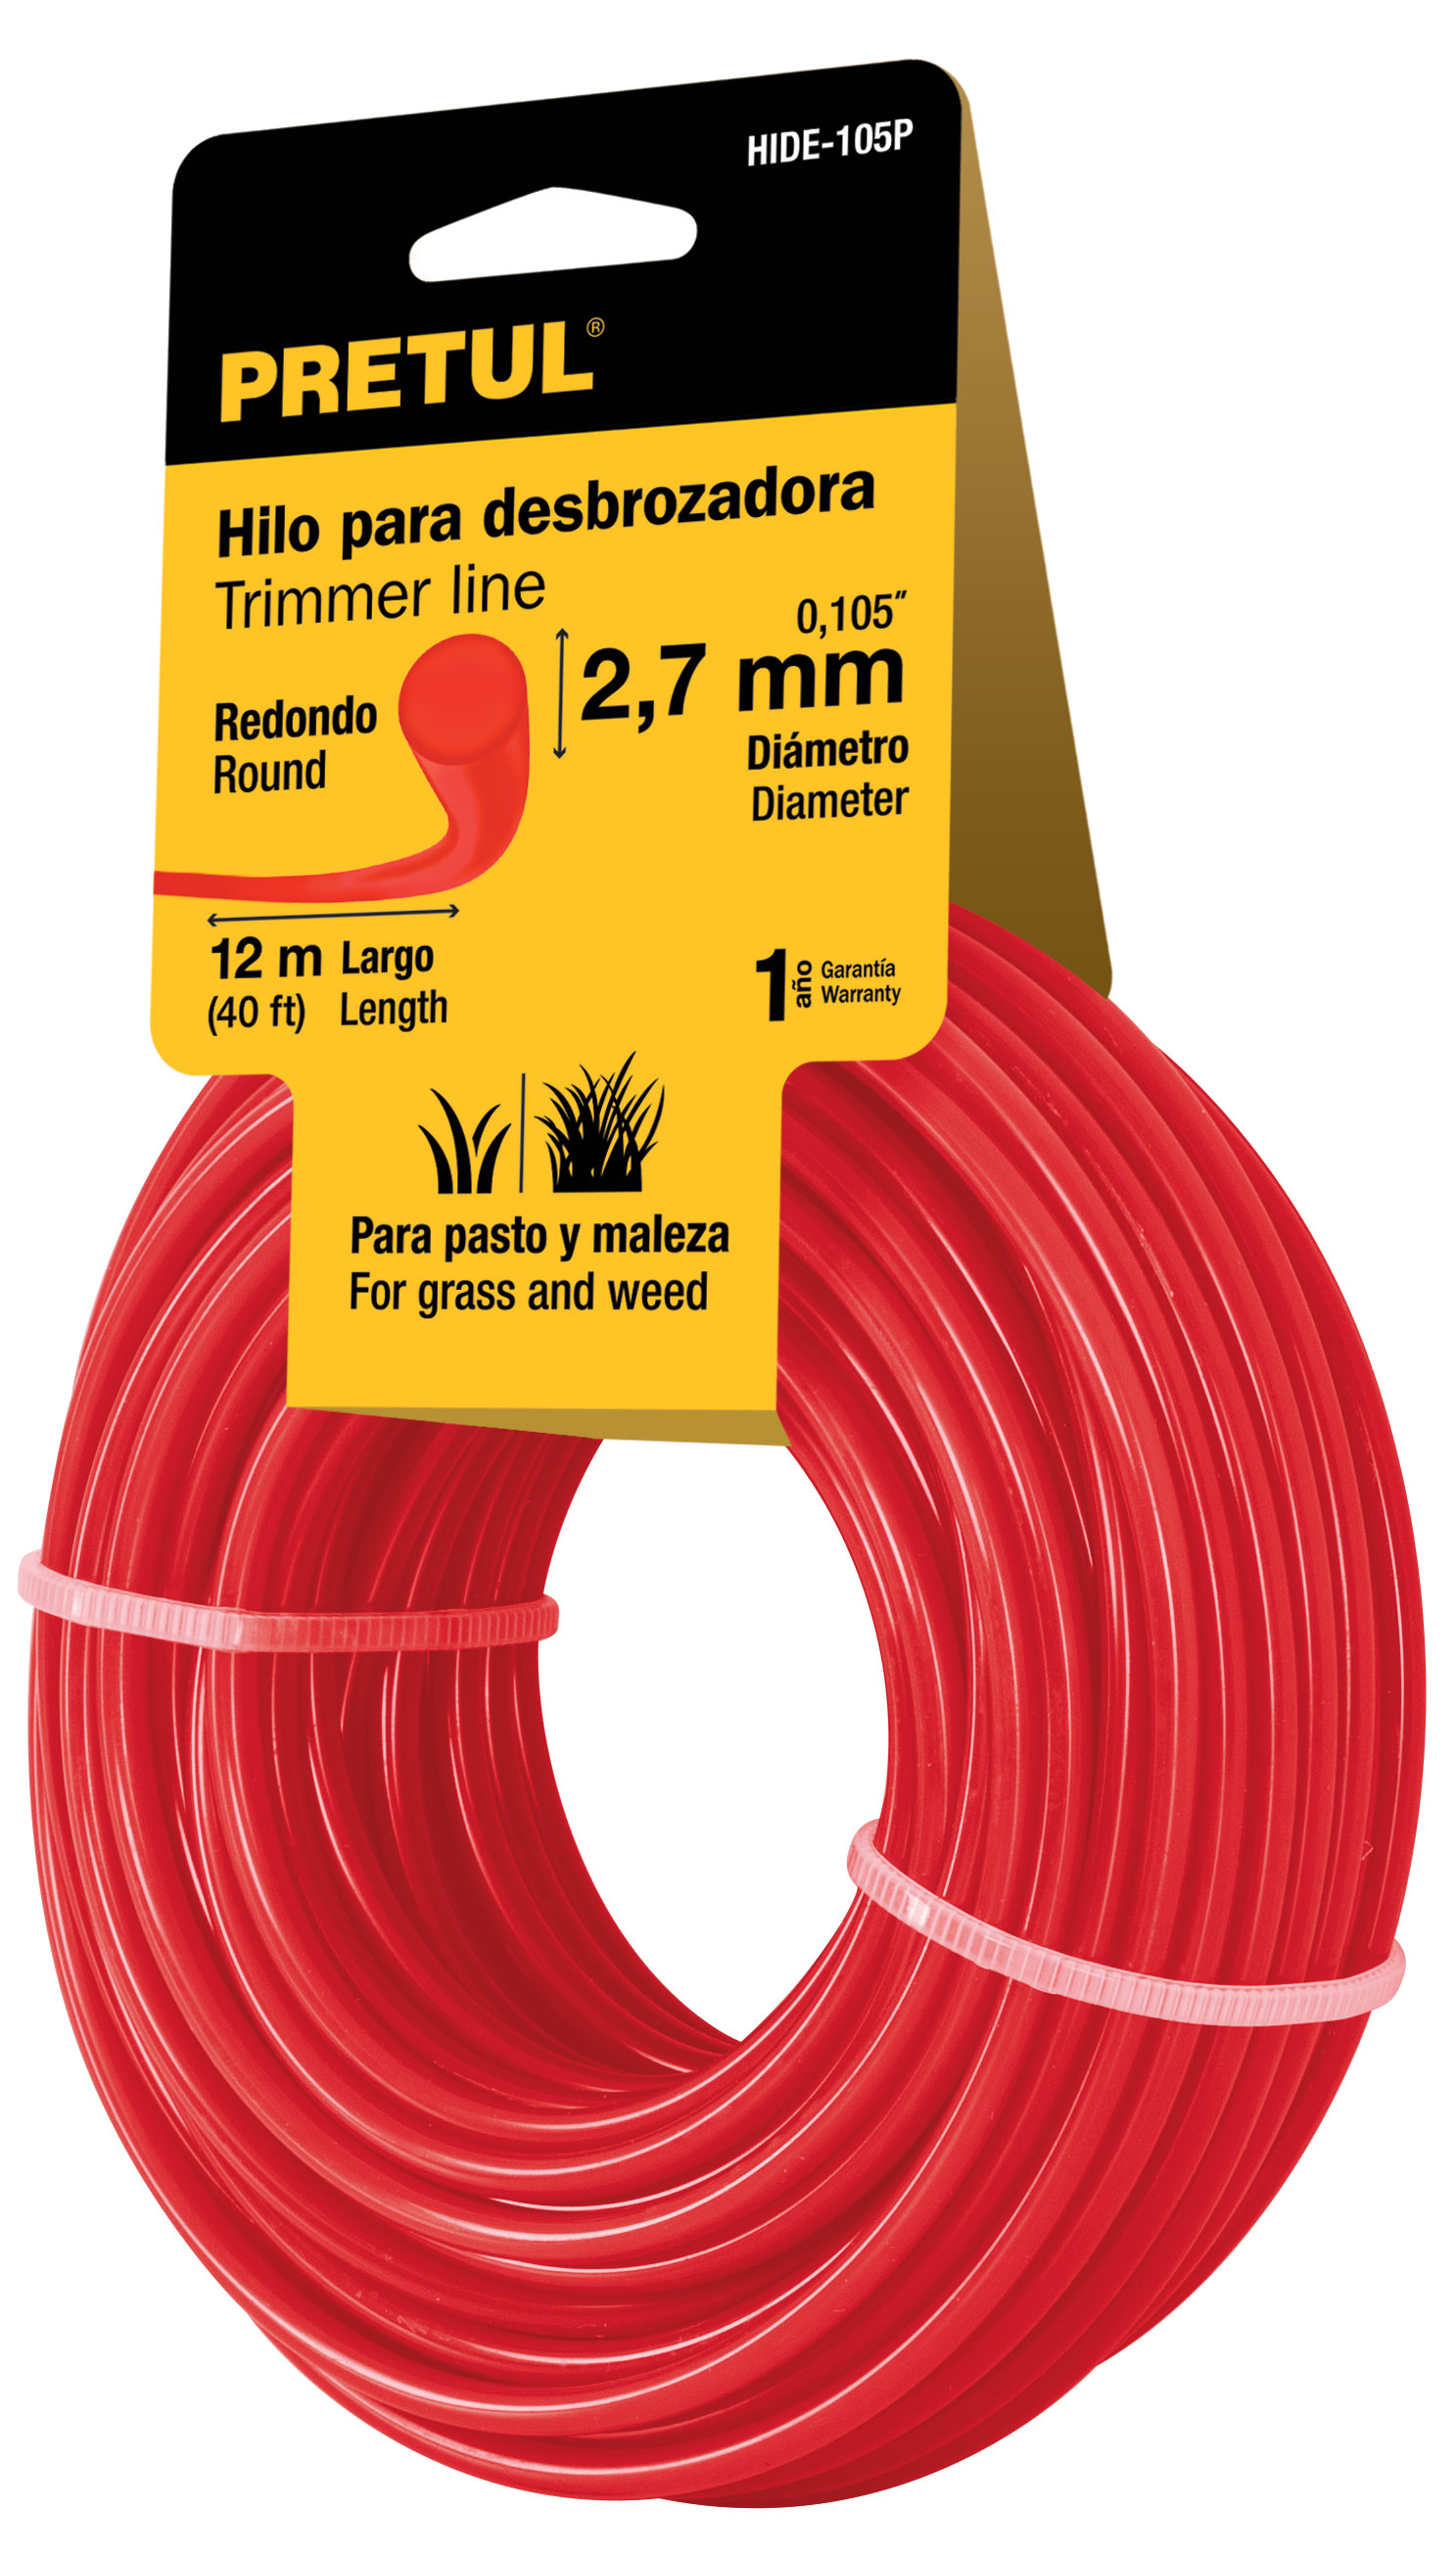 HIDE-105P
PRETUL®
Hilo para desbrozadora
Trimmer line
0,105″
2,7 mm
Redondo
Round
Diámetro
Diameter
12 m Largo
(40 ft) Length
1 año Garantía
Warranty
Para pasto y maleza
For grass and weed